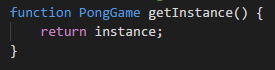 function PongGame getInstance() {
    return instance;
}